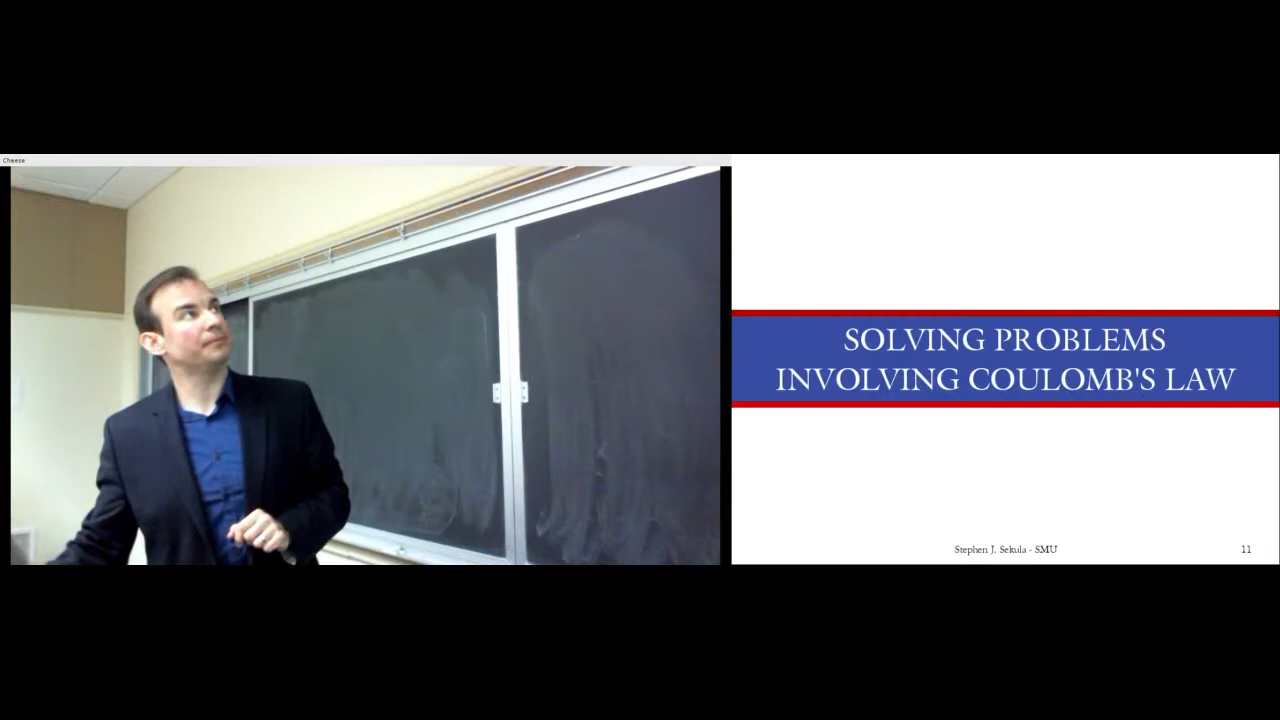 Cheese
SOLVING PROBLEMS
INVOLVING COULOMB'S LAW
Stephen J. Sekula - SMU
11